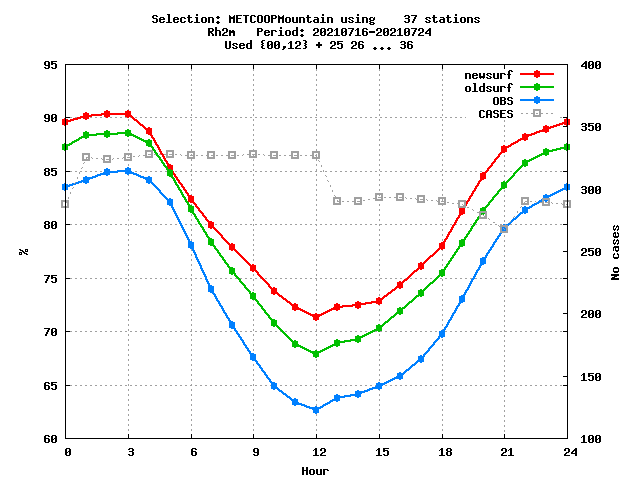 Selection: METCOOPMountain using    37 stations
Rh2m   Period: 20210716-20210724
Used {00,12} + 25 26 ... 36
95
90
85
80
75
70
65
60
%
400
350
300
250
200
150
100
No cases
newsurf
oldsurf
OBS
CASES
0 3 6 9 12 15 18 21 24
Hour